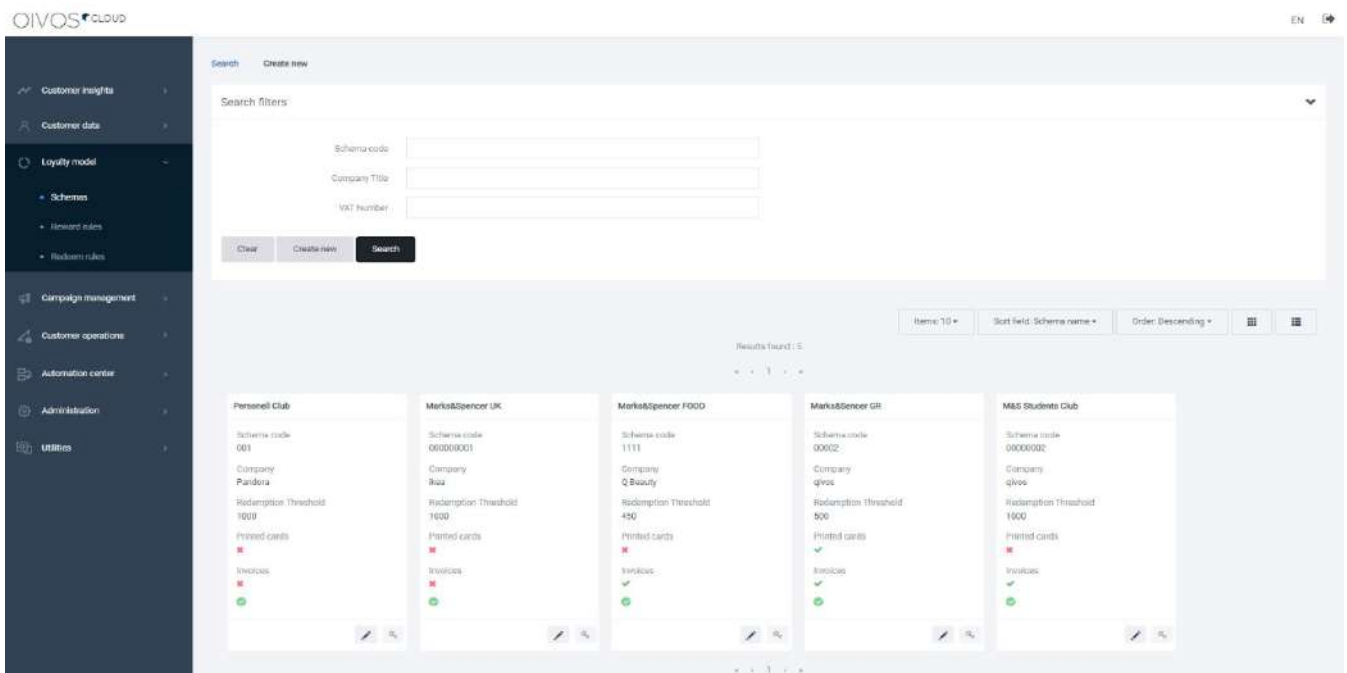 QIVOS CLOUD
EN
Search Create new
Customer insights
Search filters
Customer data
Schema code
Loyalty model
Company Title
Schemas
VAT Number
Reward rules
Clear Create new Search
Redeem rules
Campaign management
Items: 10 Sort field: Schema name Order: Descending
Customer operations
Results found : 5
« ‹ 1 › »
Automation center
Administration
Utilities
Personell Club
Schema code
001
Company
Pandora
Redemption Threshold
1000
Printed cards
Invoices
Marks&Spencer UK
Schema code
000000001
Company
Ikea
Redemption Threshold
1000
Printed cards
Invoices
Marks&Spencer FOOD
Schema code
1111
Company
Q Beauty
Redemption Threshold
450
Printed cards
Invoices
Marks&Sencer GR
Schema code
00002
Company
qivos
Redemption Threshold
500
Printed cards
Invoices
M&S Students Club
Schema code
00000002
Company
qivos
Redemption Threshold
1000
Printed cards
Invoices
« ‹ 1 › »